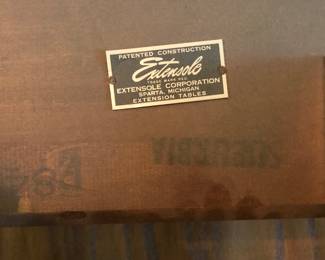 PATENTED CONSTRUCTION
Extensole
TRADE MARK REG.
EXTENSOLE CORPORATION
SPARTA, MICHIGAN
EXTENSION TABLES